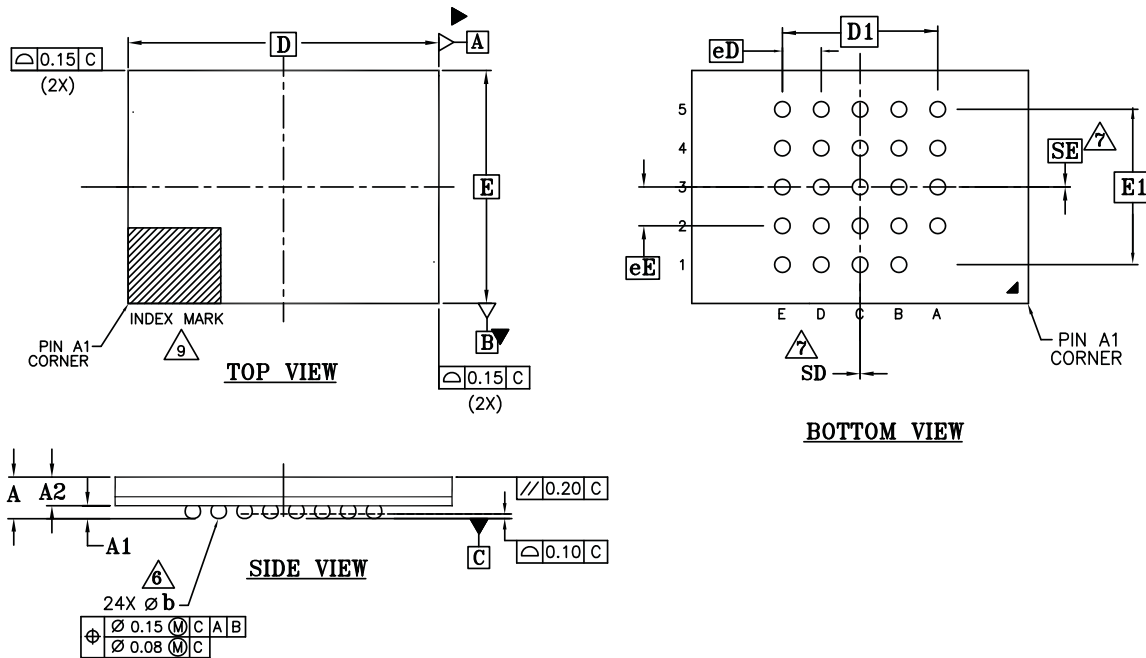 D
A
⌓ 0.15 C
(2X)
E
INDEX MARK
9
PIN A1
CORNER
TOP VIEW
B
⌓ 0.15 C
(2X)
D1
eD
5
4
3
2
1
7
SE
E1
eE
E D C B A
7
SD
PIN A1
CORNER
BOTTOM VIEW
A
A2
A1
// 0.20 C
C
⌓ 0.10 C
SIDE VIEW
6
24X Ø b
⌖ Ø 0.15 Ⓜ C A B
Ø 0.08 Ⓜ C